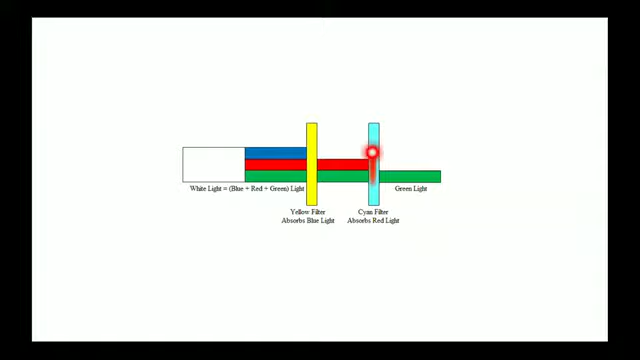 White Light = (Blue + Red + Green) Light
Green Light
Yellow Filter
Absorbs Blue Light
Cyan Filter
Absorbs Red Light